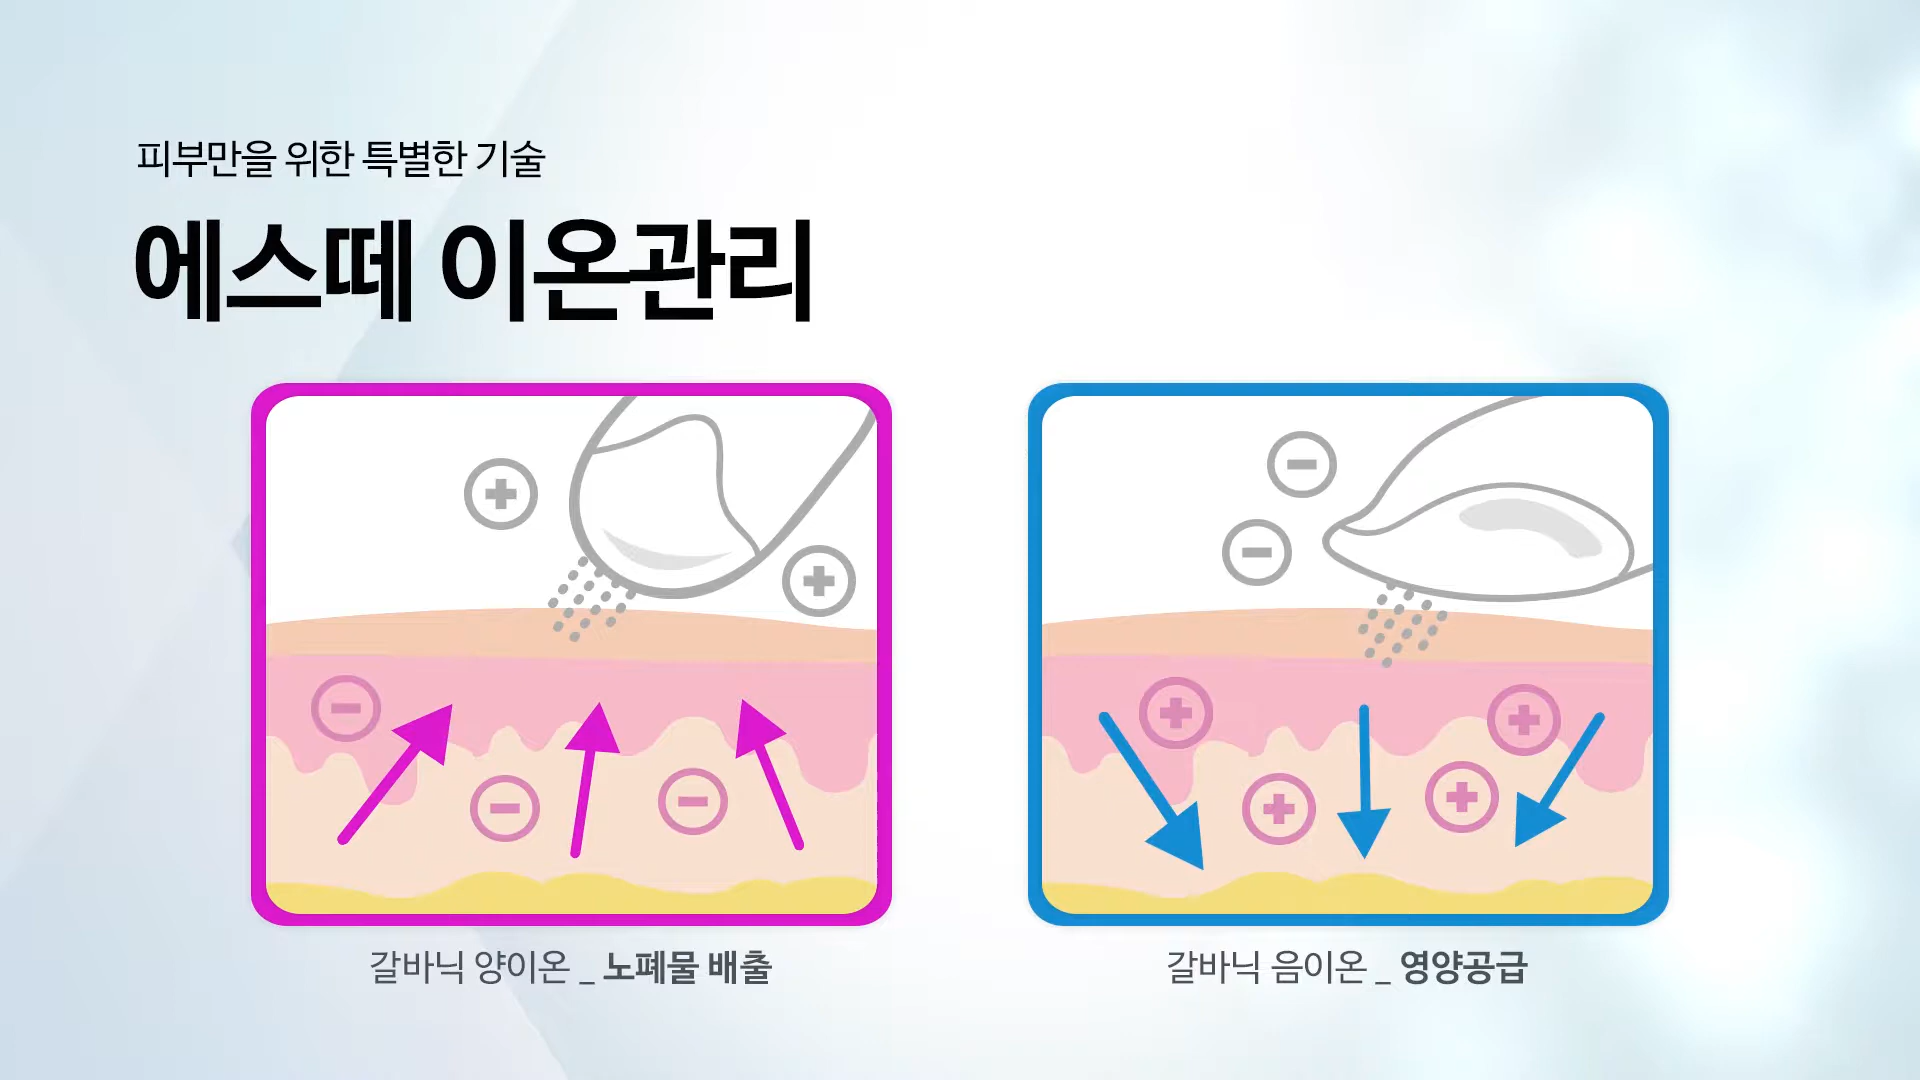 피부만을 위한 특별한 기술
에스떼 이온관리
갈바닉 양이온 _ 노폐물 배출
갈바닉 음이온 _ 영양공급